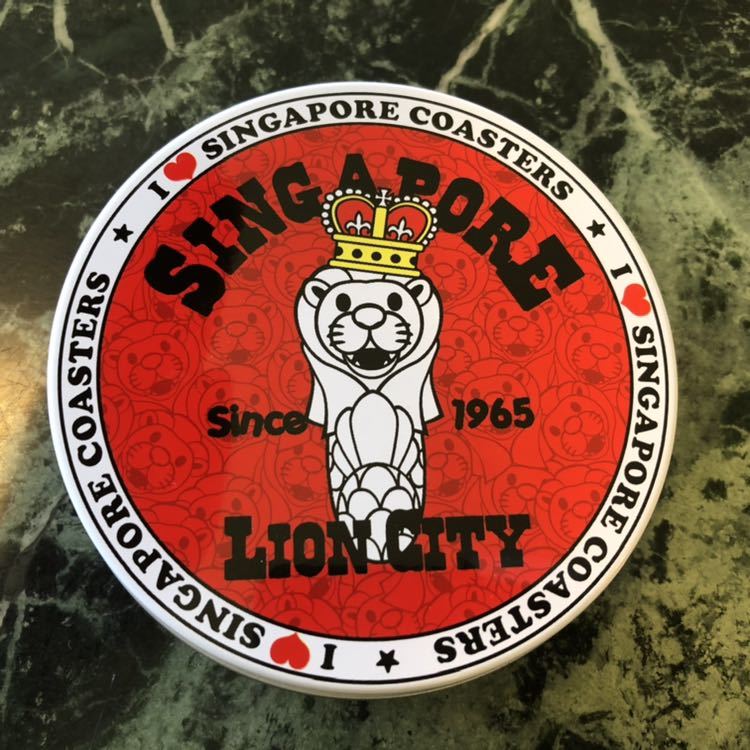 I ❤ SINGAPORE COASTERS ★
I ❤ SINGAPORE COASTERS ★
I ❤ SINGAPORE COASTERS ★
SINGAPORE
Since 1965
LION CITY